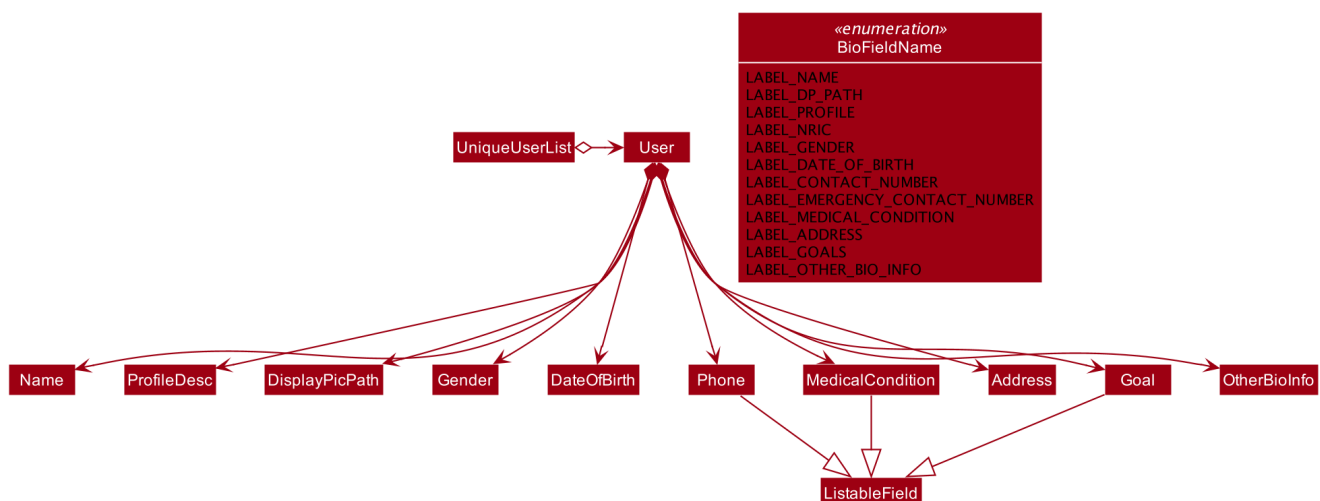 «enumeration»
BioFieldName
LABEL_NAME
LABEL_DP_PATH
LABEL_PROFILE
LABEL_NRIC
LABEL_GENDER
LABEL_DATE_OF_BIRTH
LABEL_CONTACT_NUMBER
LABEL_EMERGENCY_CONTACT_NUMBER
LABEL_MEDICAL_CONDITION
LABEL_ADDRESS
LABEL_GOALS
LABEL_OTHER_BIO_INFO
UniqueUserList
User
Name
ProfileDesc
DisplayPicPath
Gender
DateOfBirth
Phone
MedicalCondition
Address
Goal
OtherBioInfo
ListableField